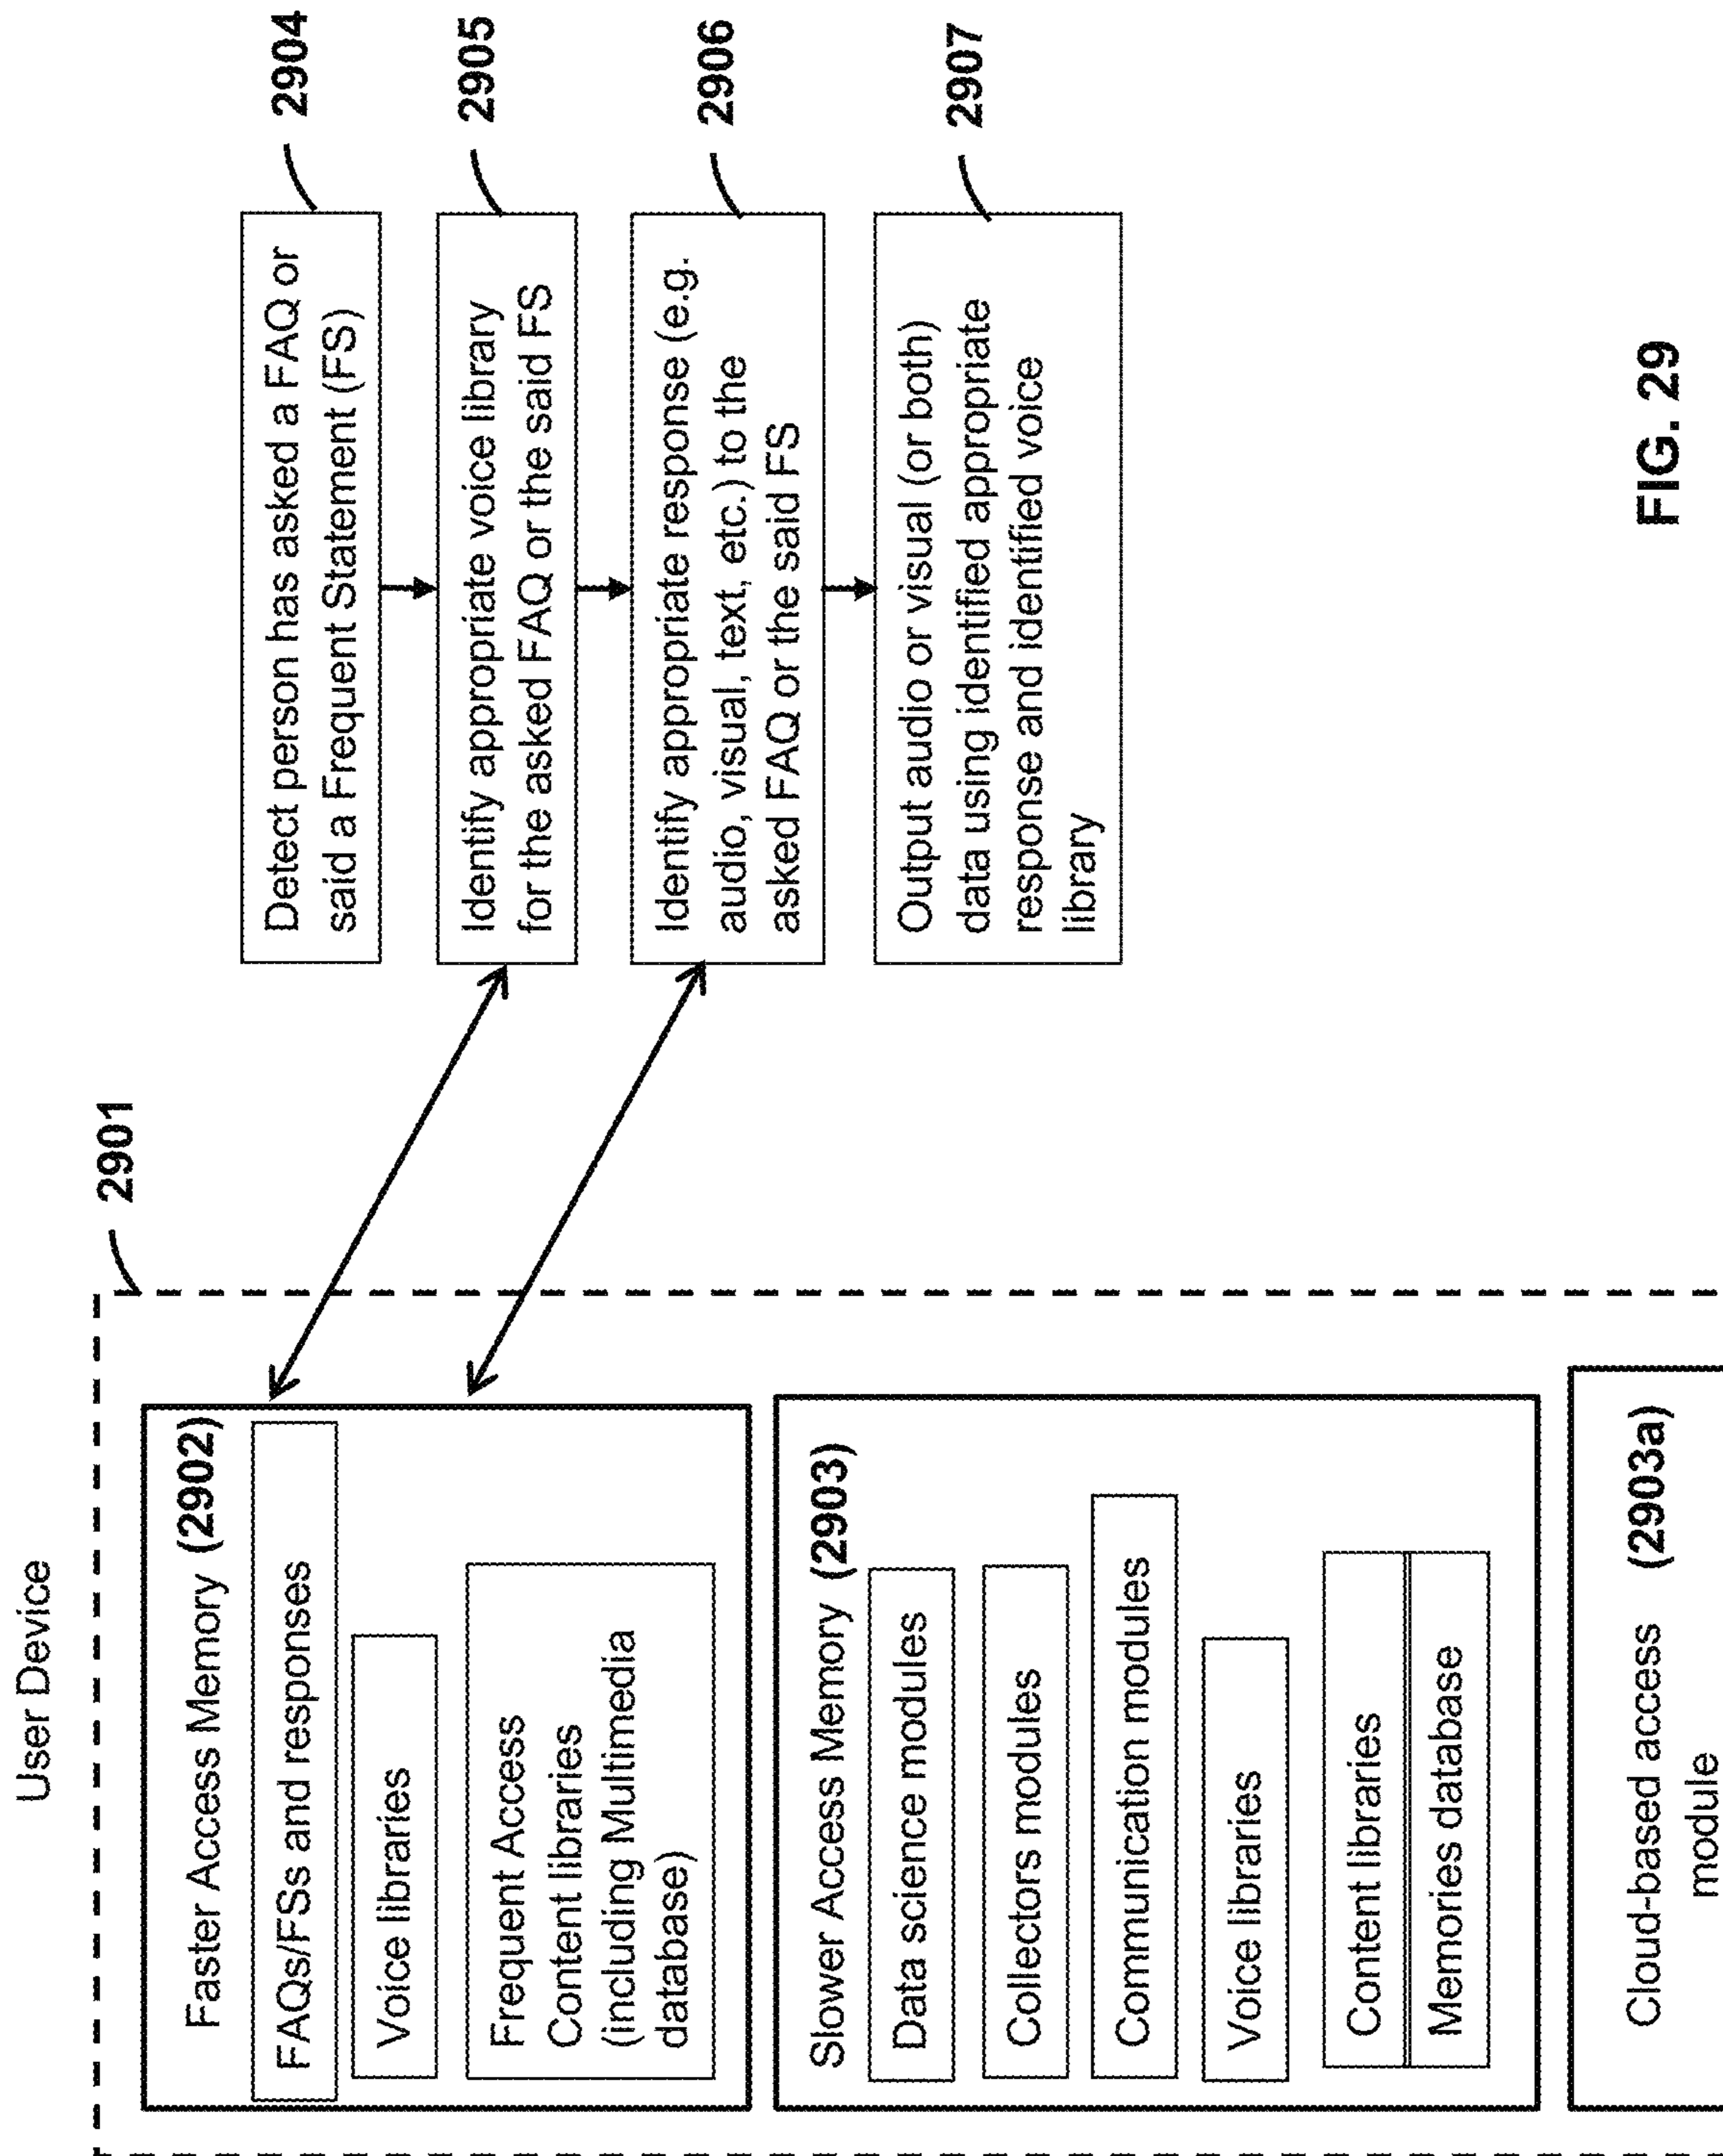 User Device
2901
Faster Access Memory (2902)
FAQs/FSs and responses
Voice libraries
Frequent Access
Content libraries
(including Multimedia
database)
Slower Access Memory (2903)
Data science modules
Collectors modules
Communication modules
Voice libraries
Content libraries
Memories database
Cloud-based access (2903a)
module
Detect person has asked a FAQ or
said a Frequent Statement (FS)
2904
Identify appropriate voice library
for the asked FAQ or the said FS
2905
Identify appropriate response (e.g.
audio, visual, text, etc.) to the
asked FAQ or the said FS
2906
Output audio or visual (or both)
data using identified appropriate
response and identified voice
library
2907
FIG. 29